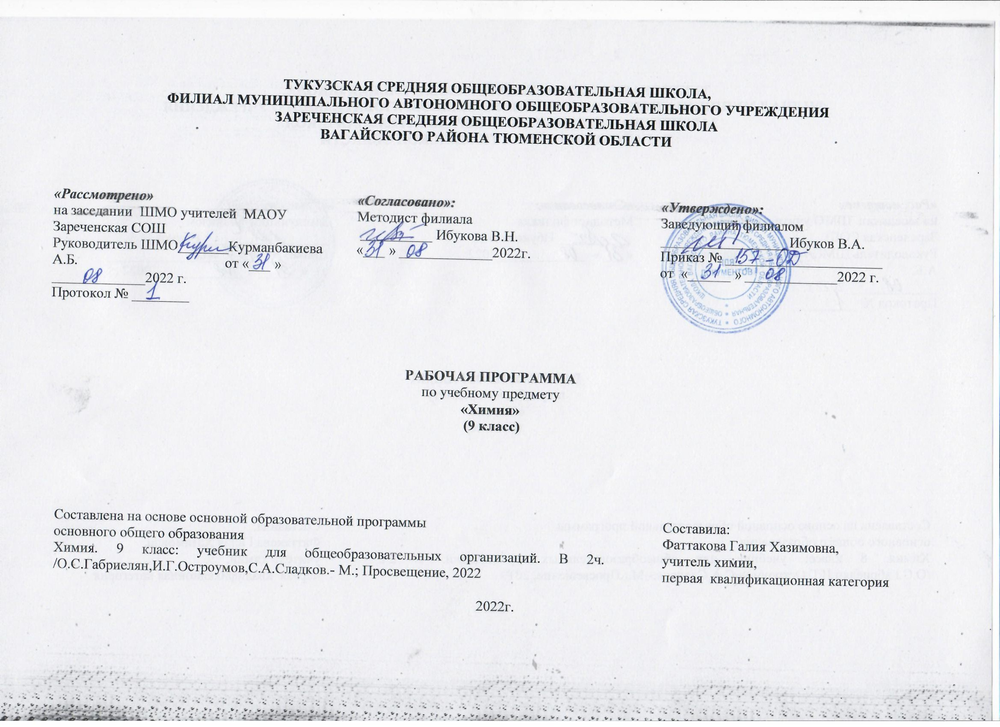 ТУКУЗСКАЯ СРЕДНЯЯ ОБЩЕОБРАЗОВАТЕЛЬНАЯ ШКОЛА,
ФИЛИАЛ МУНИЦИПАЛЬНОГО АВТОНОМНОГО ОБЩЕОБРАЗОВАТЕЛЬНОГО УЧРЕЖДЕНИЯ
ЗАРЕЧЕНСКАЯ СРЕДНЯЯ ОБЩЕОБРАЗОВАТЕЛЬНАЯ ШКОЛА
ВАГАЙСКОГО РАЙОНА ТЮМЕНСКОЙ ОБЛАСТИ
«Рассмотрено»
на заседании ШМО учителей МАОУ
Зареченская СОШ
Руководитель ШМО Курманбакиева
А.Б. от «31 »
08 2022 г.
Протокол № 1
«Согласовано»:
Методист филиала
Ибукова В.Н.
«31 » 08 2022г.
«Утверждено»:
Заведующий филиалом
Ибуков В.А.
Приказ № 157-ОД
от « 31 » 08 2022 г.
ДЛЯ
ДОКУМЕНТОВ
РАБОЧАЯ ПРОГРАММА
по учебному предмету
«Химия»
(9 класс)
Составлена на основе основной образовательной программы
основного общего образования
Химия. 9 класс: учебник для общеобразовательных организаций. В 2ч.
/О.С.Габриелян,И.Г.Остроумов,С.А.Сладков.- М.; Просвещение, 2022
Составила:
Фаттакова Галия Хазимовна,
учитель химии,
первая квалификационная категория
2022г.